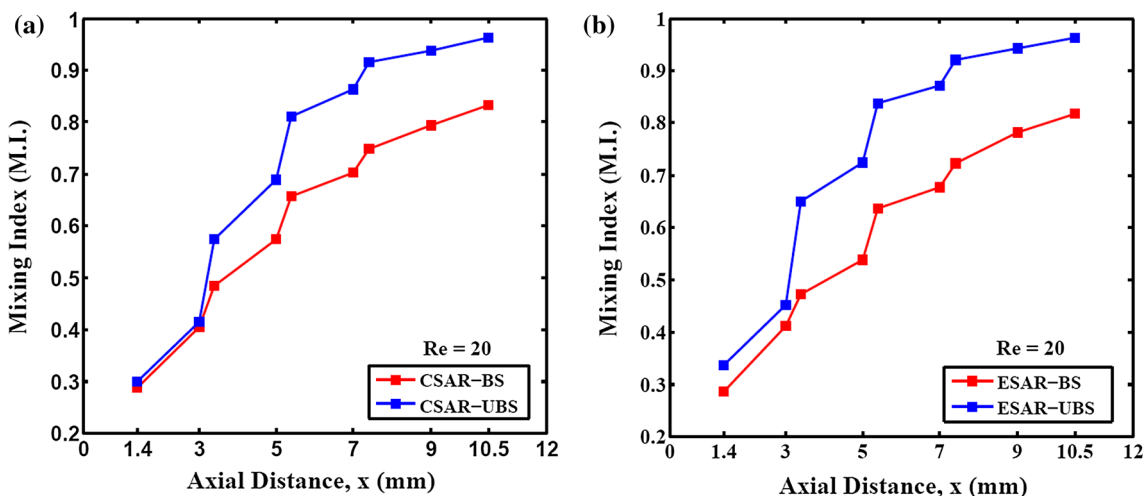 (a)
1
0.9
0.8
0.7
0.6
0.5
0.4
0.3
0.2
Mixing Index (M.I.)
Re = 20
CSAR−BS
CSAR−UBS
0 1.4 3 5 7 9 10.5 12
Axial Distance, x (mm)
(b)
1
0.9
0.8
0.7
0.6
0.5
0.4
0.3
0.2
Mixing Index (M.I.)
Re = 20
ESAR−BS
ESAR−UBS
0 1.4 3 5 7 9 10.5 12
Axial Distance, x (mm)